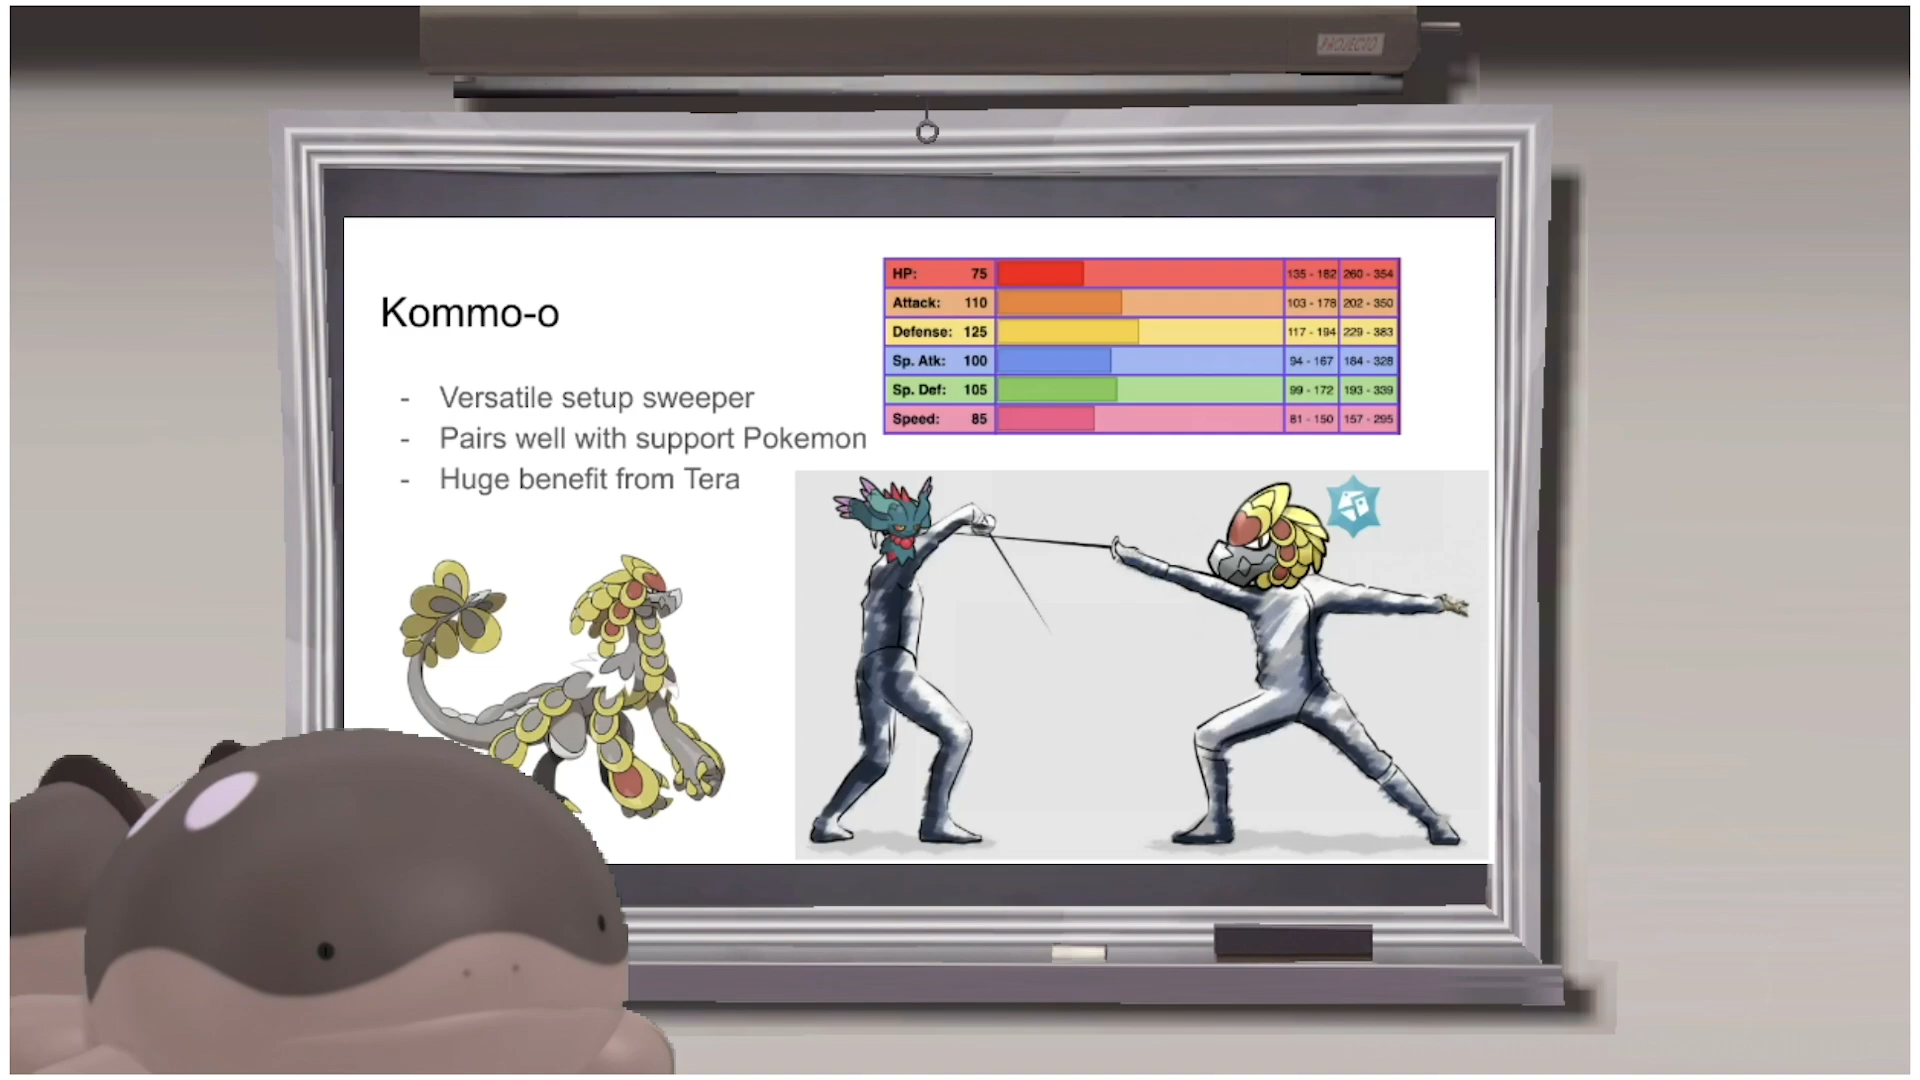 PROJECTO
Kommo-o
- Versatile setup sweeper
- Pairs well with support Pokemon
- Huge benefit from Tera
HP: 75 135 - 182 260 - 354
Attack: 110 103 - 178 202 - 350
Defense: 125 117 - 194 229 - 383
Sp. Atk: 100 94 - 167 184 - 328
Sp. Def: 105 99 - 172 193 - 339
Speed: 85 81 - 150 157 - 295